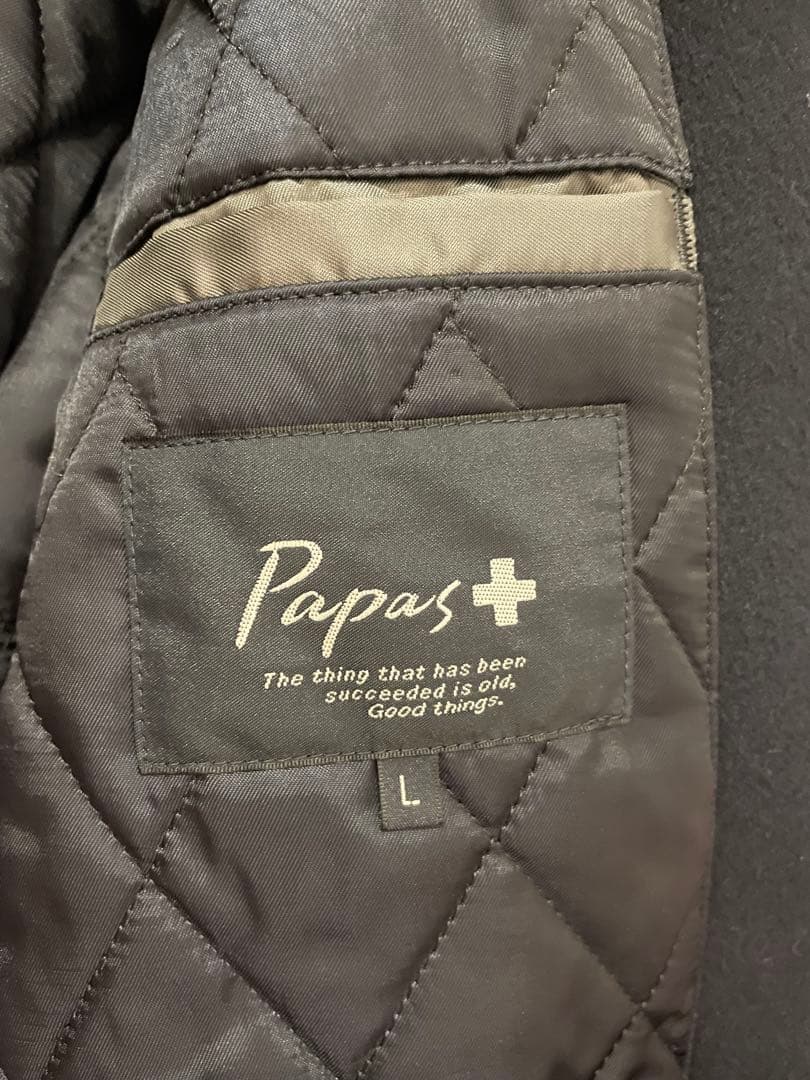 Papas+
The thing that has been
succeeded is old,
Good things.
L